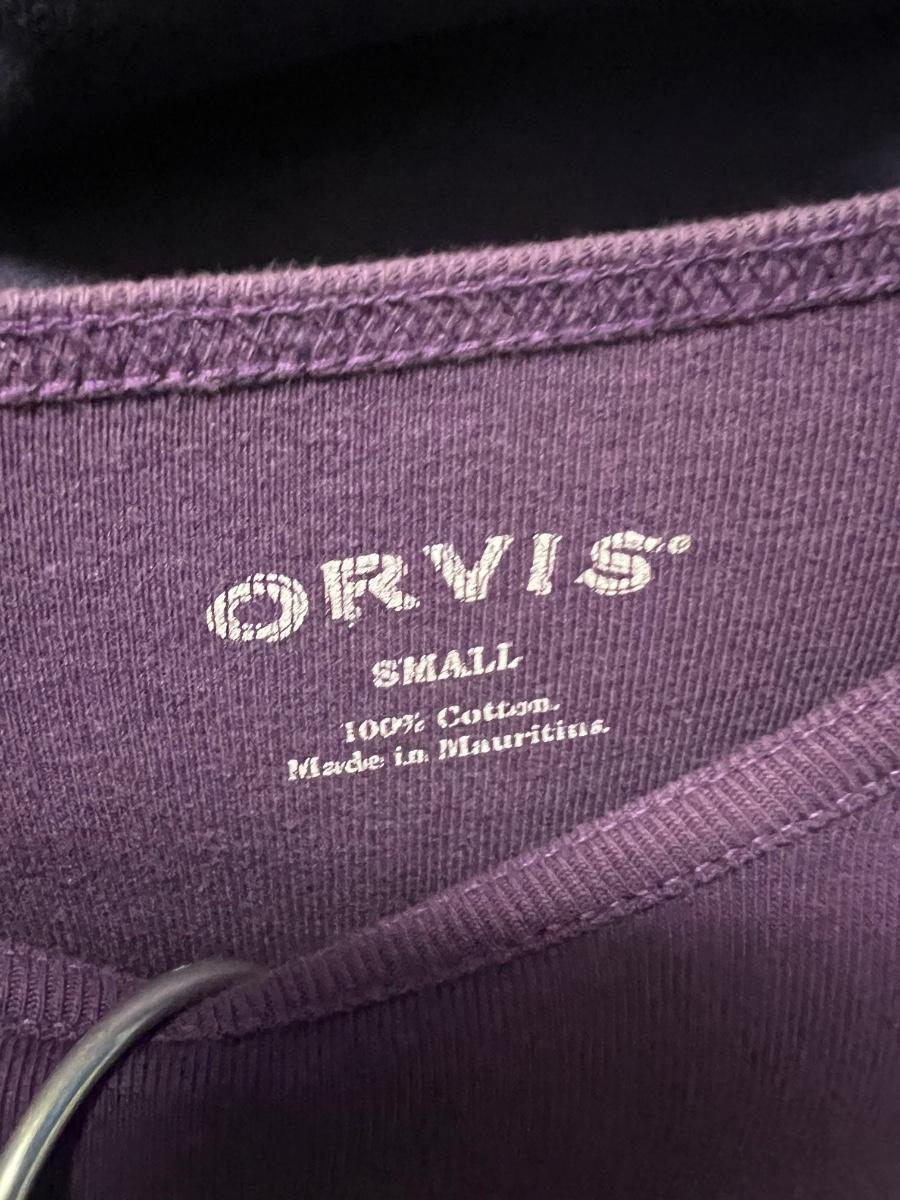 ORVIS®
SMALL
100% Cotton.
Made in Mauritius.